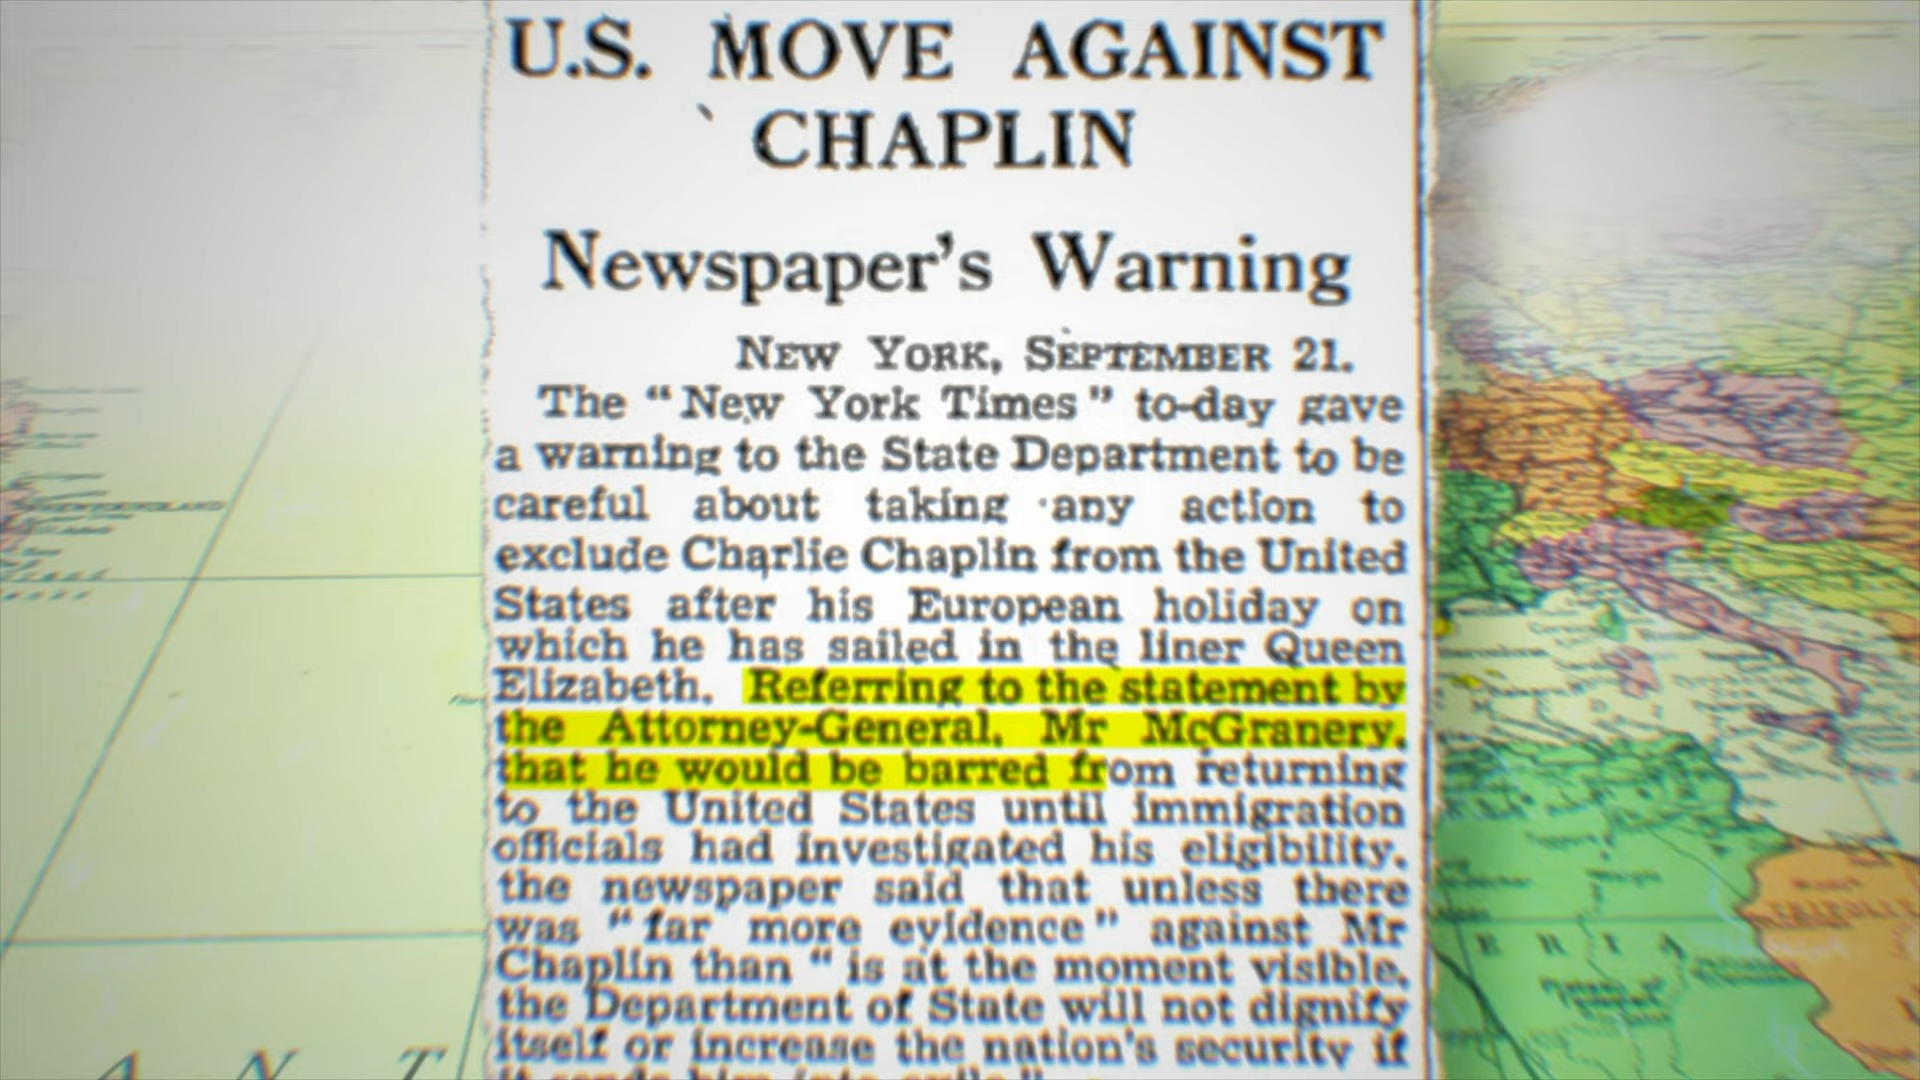 U.S. MOVE AGAINST
CHAPLIN
Newspaper's Warning
NEW YORK, SEPTEMBER 21.
The "New York Times" to-day gave
a warning to the State Department to be
careful about taking any action to
exclude Charlie Chaplin from the United
States after his European holiday on
which he has sailed in the liner Queen
Elizabeth. Referring to the statement by
the Attorney-General, Mr McGranery,
that he would be barred from returning
to the United States until immigration
officials had investigated his eligibility,
the newspaper said that unless there
was "far more evidence" against Mr
Chaplin than "is at the moment visible,
the Department of State will not dignify
itself or increase the nation's security if
A N T
E R I A